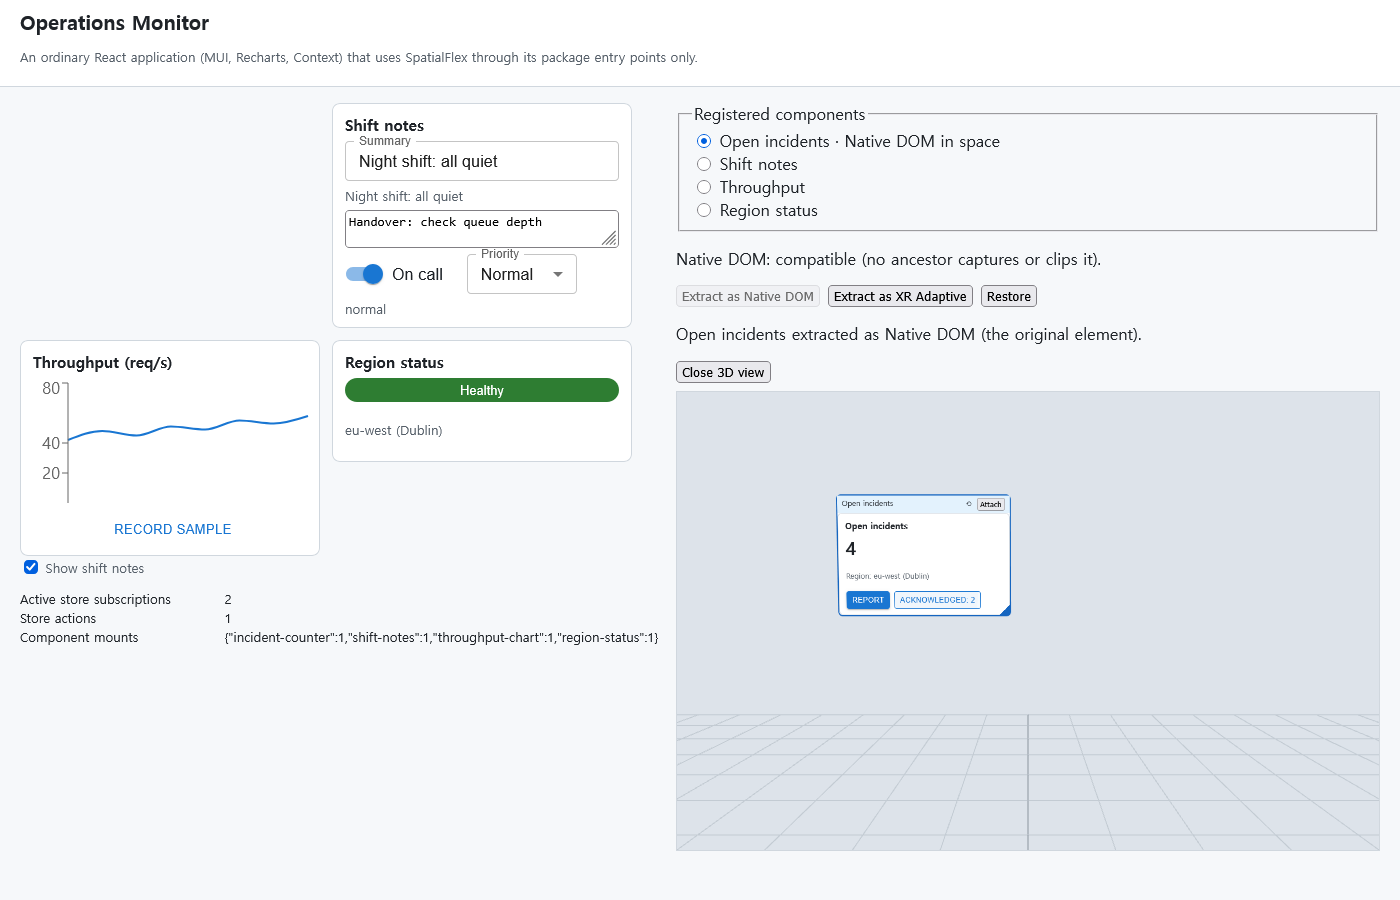 Operations Monitor
An ordinary React application (MUI, Recharts, Context) that uses SpatialFlex through its package entry points only.
Shift notes
Summary
Night shift: all quiet
Night shift: all quiet
Handover: check queue depth
On call
Priority
Normal
normal
Throughput (req/s)
80
40
20
RECORD SAMPLE
Region status
Healthy
eu-west (Dublin)
Show shift notes
Active store subscriptions 2
Store actions 1
Component mounts {"incident-counter":1,"shift-notes":1,"throughput-chart":1,"region-status":1}
Registered components
Open incidents · Native DOM in space
Shift notes
Throughput
Region status
Native DOM: compatible (no ancestor captures or clips it).
Extract as Native DOM Extract as XR Adaptive Restore
Open incidents extracted as Native DOM (the original element).
Close 3D view
Open incidents Attach
Open incidents
4
Region: eu-west (Dublin)
REPORT ACKNOWLEDGED: 2